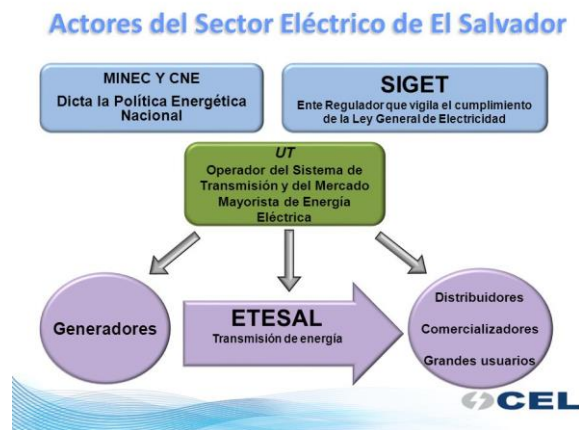 Actores del Sector Eléctrico de El Salvador
MINEC Y CNE
Dicta la Política Energética
Nacional
SIGET
Ente Regulador que vigila el cumplimiento
de la Ley General de Electricidad
UT
Operador del Sistema de
Transmisión y del Mercado
Mayorista de Energía
Eléctrica
Generadores
ETESAL
Transmisión de energía
Distribuidores
Comercializadores
Grandes usuarios
CEL